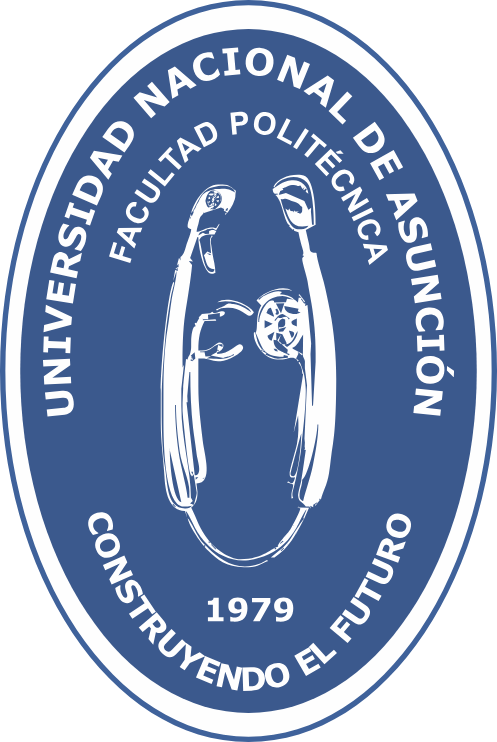 UNIVERSIDAD NACIONAL DE ASUNCIÓN
FACULTAD POLITÉCNICA
1979
CONSTRUYENDO EL FUTURO